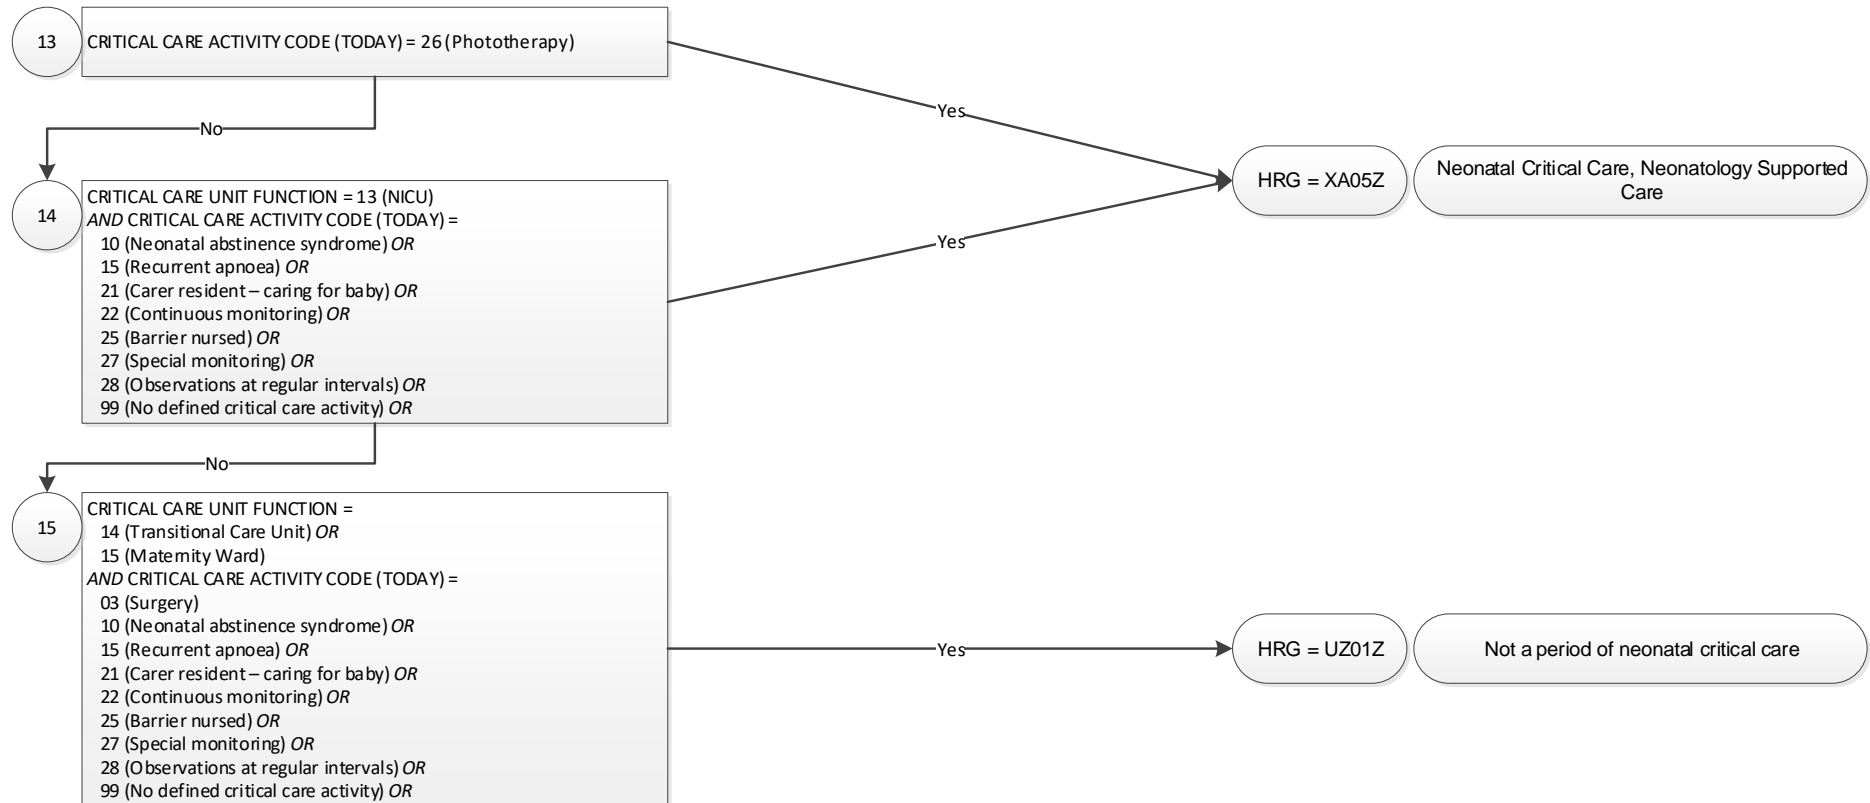 13
CRITICAL CARE ACTIVITY CODE (TODAY) = 26 (Phototherapy)
Yes
No
HRG = XA05Z
Neonatal Critical Care, Neonatology Supported
Care
14
CRITICAL CARE UNIT FUNCTION = 13 (NICU)
AND CRITICAL CARE ACTIVITY CODE (TODAY) =
10 (Neonatal abstinence syndrome) OR
15 (Recurrent apnoea) OR
21 (Carer resident – caring for baby) OR
22 (Continuous monitoring) OR
25 (Barrier nursed) OR
27 (Special monitoring) OR
28 (Observations at regular intervals) OR
99 (No defined critical care activity) OR
Yes
No
15
CRITICAL CARE UNIT FUNCTION =
14 (Transitional Care Unit) OR
15 (Maternity Ward)
AND CRITICAL CARE ACTIVITY CODE (TODAY) =
03 (Surgery)
10 (Neonatal abstinence syndrome) OR
15 (Recurrent apnoea) OR
21 (Carer resident – caring for baby) OR
22 (Continuous monitoring) OR
25 (Barrier nursed) OR
27 (Special monitoring) OR
28 (Observations at regular intervals) OR
99 (No defined critical care activity) OR
Yes
HRG = UZ01Z
Not a period of neonatal critical care